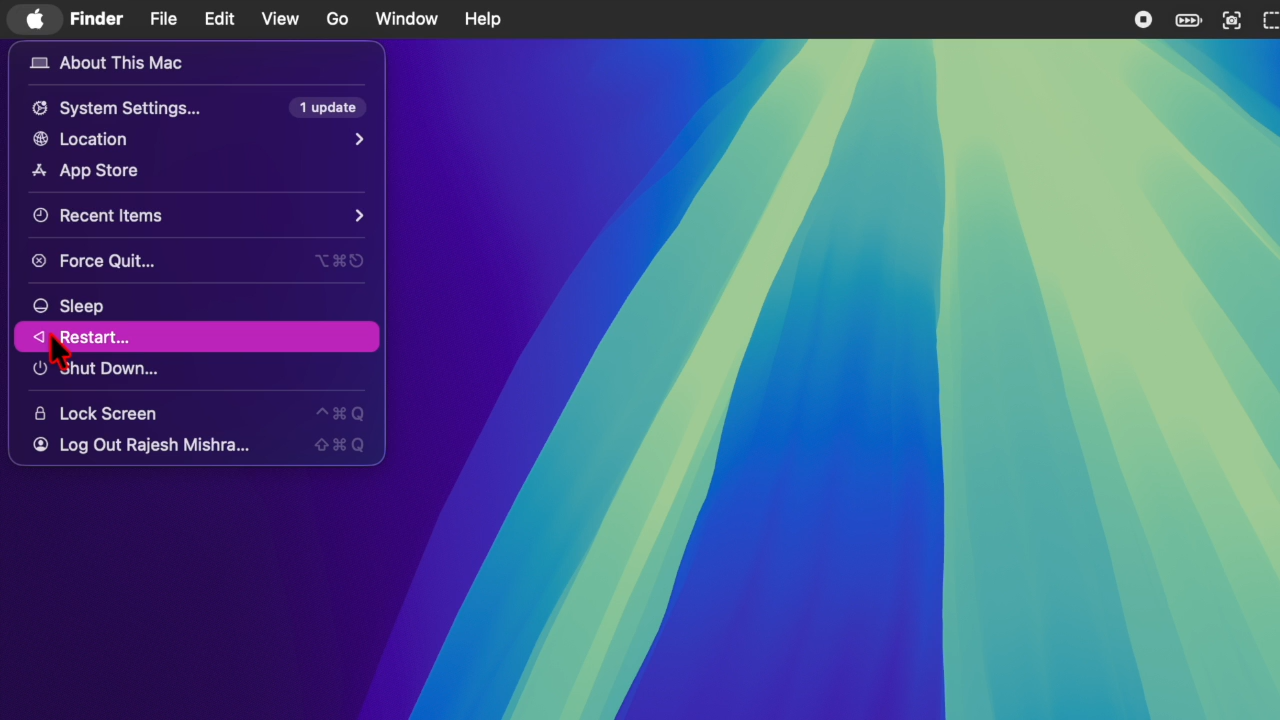 Finder File Edit View Go Window Help
About This Mac
System Settings... 1 update
Location
App Store
Recent Items
Force Quit... ⌥⌘⎋
Sleep
Restart...
Shut Down...
Lock Screen ^⌘Q
Log Out Rajesh Mishra... ⇧⌘Q